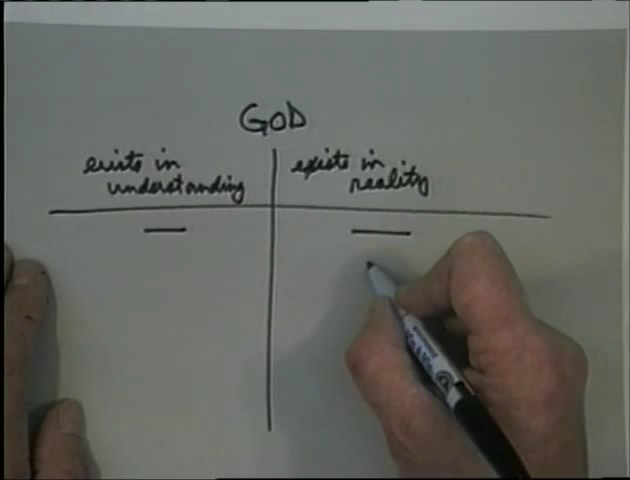 GOD
exists in
understanding
exists in
reality